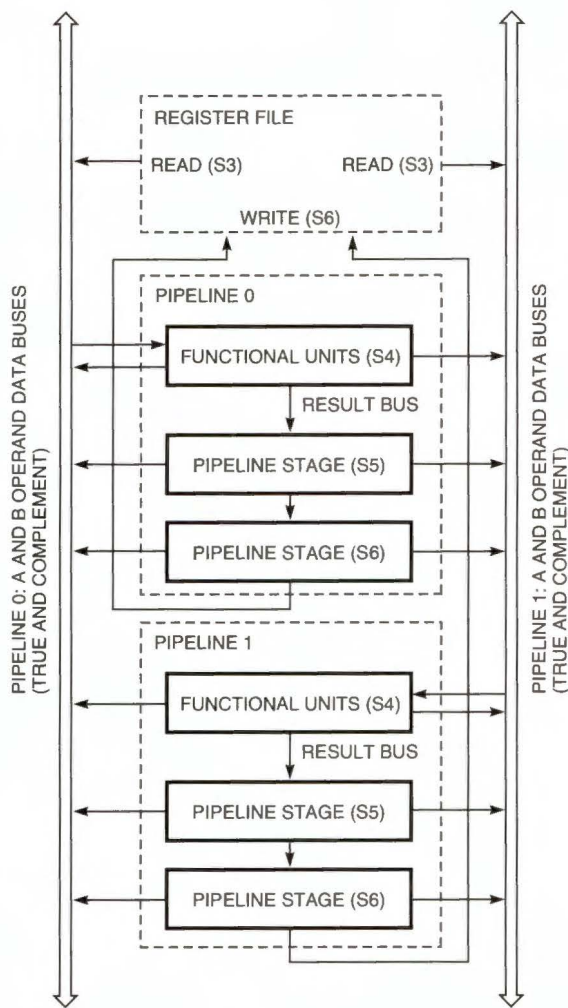 REGISTER FILE
READ (S3)
READ (S3)
WRITE (S6)
PIPELINE 0
FUNCTIONAL UNITS (S4)
RESULT BUS
PIPELINE STAGE (S5)
PIPELINE STAGE (S6)
PIPELINE 1
FUNCTIONAL UNITS (S4)
RESULT BUS
PIPELINE STAGE (S5)
PIPELINE STAGE (S6)
PIPELINE 0: A AND B OPERAND DATA BUSES
(TRUE AND COMPLEMENT)
PIPELINE 1: A AND B OPERAND DATA BUSES
(TRUE AND COMPLEMENT)